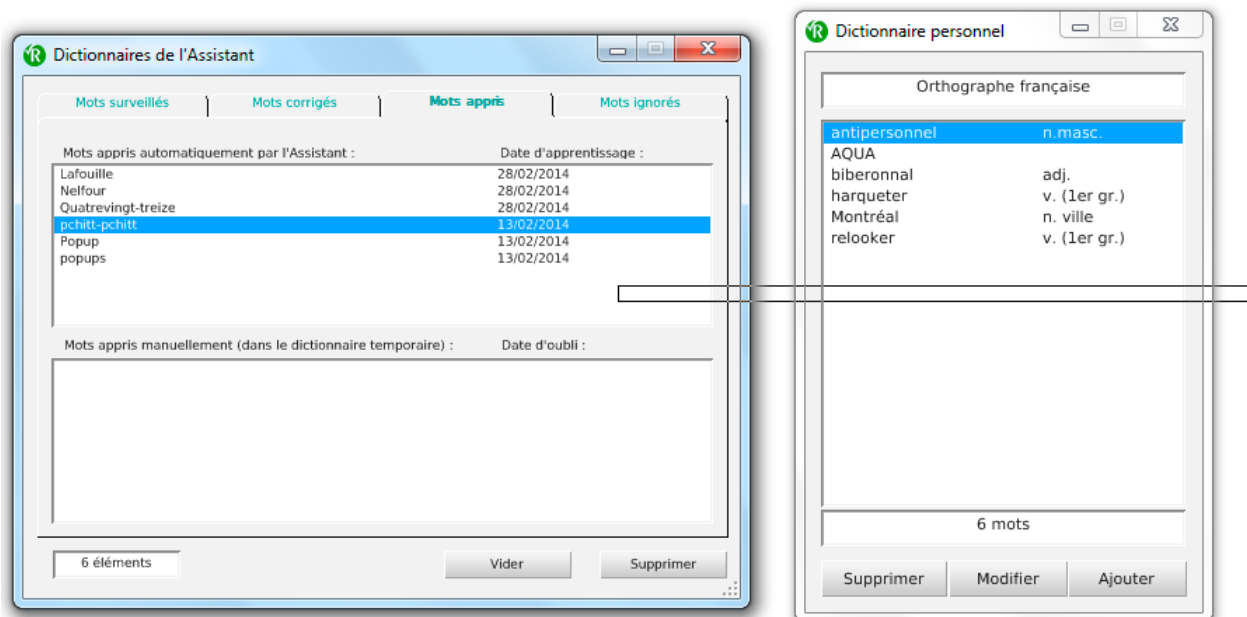 Dictionnaires de l'Assistant
Mots surveillés Mots corrigés Mots appris Mots ignorés
Mots appris automatiquement par l'Assistant : Date d'apprentissage :
Lafouille 28/02/2014
Nelfour 28/02/2014
Quatrevingt-treize 28/02/2014
pchitt-pchitt 13/02/2014
Popup 13/02/2014
popups 13/02/2014
Mots appris manuellement (dans le dictionnaire temporaire) : Date d'oubli :
6 éléments Vider Supprimer
Dictionnaire personnel
Orthographe française
antipersonnel n.masc.
AQUA
biberonnal adj.
harqueter v. (1er gr.)
Montréal n. ville
relooker v. (1er gr.)
6 mots
Supprimer Modifier Ajouter